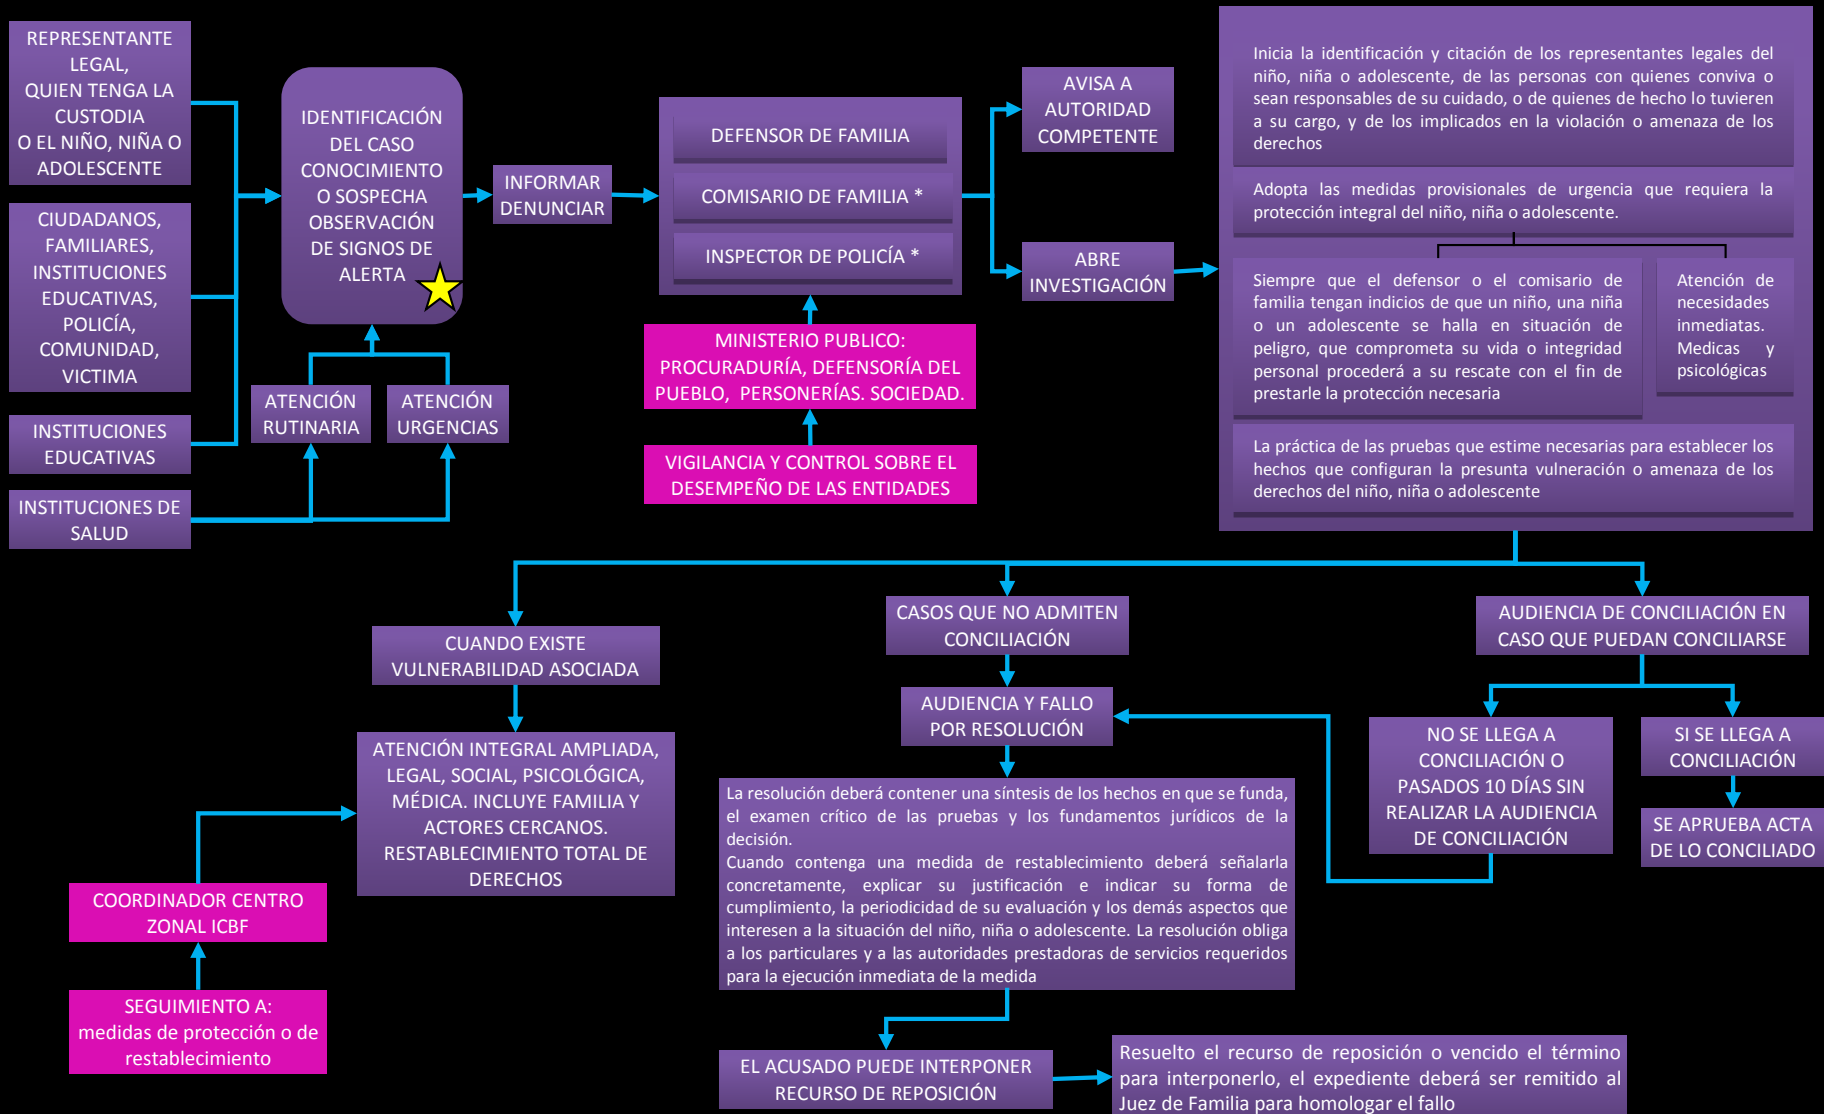 REPRESENTANTE
LEGAL,
QUIEN TENGA LA
CUSTODIA
O EL NIÑO, NIÑA O
ADOLESCENTE
CIUDADANOS,
FAMILIARES,
INSTITUCIONES
EDUCATIVAS,
POLICÍA,
COMUNIDAD,
VICTIMA
INSTITUCIONES
EDUCATIVAS
INSTITUCIONES DE
SALUD
IDENTIFICACIÓN
DEL CASO
CONOCIMIENTO
O SOSPECHA
OBSERVACIÓN
DE SIGNOS DE
ALERTA
ATENCIÓN
RUTINARIA
ATENCIÓN
URGENCIAS
INFORMAR
DENUNCIAR
DEFENSOR DE FAMILIA
COMISARIO DE FAMILIA *
INSPECTOR DE POLICÍA *
MINISTERIO PUBLICO:
PROCURADURÍA, DEFENSORÍA DEL
PUEBLO, PERSONERÍAS. SOCIEDAD.
VIGILANCIA Y CONTROL SOBRE EL
DESEMPEÑO DE LAS ENTIDADES
AVISA A
AUTORIDAD
COMPETENTE
ABRE
INVESTIGACIÓN
Inicia la identificación y citación de los representantes legales del
niño, niña o adolescente, de las personas con quienes conviva o
sean responsables de su cuidado, o de quienes de hecho lo tuvieren
a su cargo, y de los implicados en la violación o amenaza de los
derechos
Adopta las medidas provisionales de urgencia que requiera la
protección integral del niño, niña o adolescente.
Siempre que el defensor o el comisario de
familia tengan indicios de que un niño, una niña
o un adolescente se halla en situación de
peligro, que comprometa su vida o integridad
personal procederá a su rescate con el fin de
prestarle la protección necesaria
Atención de
necesidades
inmediatas.
Medicas y
psicológicas
La práctica de las pruebas que estime necesarias para establecer los
hechos que configuran la presunta vulneración o amenaza de los
derechos del niño, niña o adolescente
CUANDO EXISTE
VULNERABILIDAD ASOCIADA
ATENCIÓN INTEGRAL AMPLIADA,
LEGAL, SOCIAL, PSICOLÓGICA,
MÉDICA. INCLUYE FAMILIA Y
ACTORES CERCANOS.
RESTABLECIMIENTO TOTAL DE
DERECHOS
COORDINADOR CENTRO
ZONAL ICBF
SEGUIMIENTO A:
medidas de protección o de
restablecimiento
CASOS QUE NO ADMITEN
CONCILIACIÓN
AUDIENCIA Y FALLO
POR RESOLUCIÓN
La resolución deberá contener una síntesis de los hechos en que se funda,
el examen crítico de las pruebas y los fundamentos jurídicos de la
decisión.
Cuando contenga una medida de restablecimiento deberá señalarla
concretamente, explicar su justificación e indicar su forma de
cumplimiento, la periodicidad de su evaluación y los demás aspectos que
interesen a la situación del niño, niña o adolescente. La resolución obliga
a los particulares y a las autoridades prestadoras de servicios requeridos
para la ejecución inmediata de la medida
AUDIENCIA DE CONCILIACIÓN EN
CASO QUE PUEDAN CONCILIARSE
NO SE LLEGA A
CONCILIACIÓN O
PASADOS 10 DÍAS SIN
REALIZAR LA AUDIENCIA
DE CONCILIACIÓN
SI SE LLEGA A
CONCILIACIÓN
SE APRUEBA ACTA
DE LO CONCILIADO
EL ACUSADO PUEDE INTERPONER
RECURSO DE REPOSICIÓN
Resuelto el recurso de reposición o vencido el término
para interponerlo, el expediente deberá ser remitido al
Juez de Familia para homologar el fallo